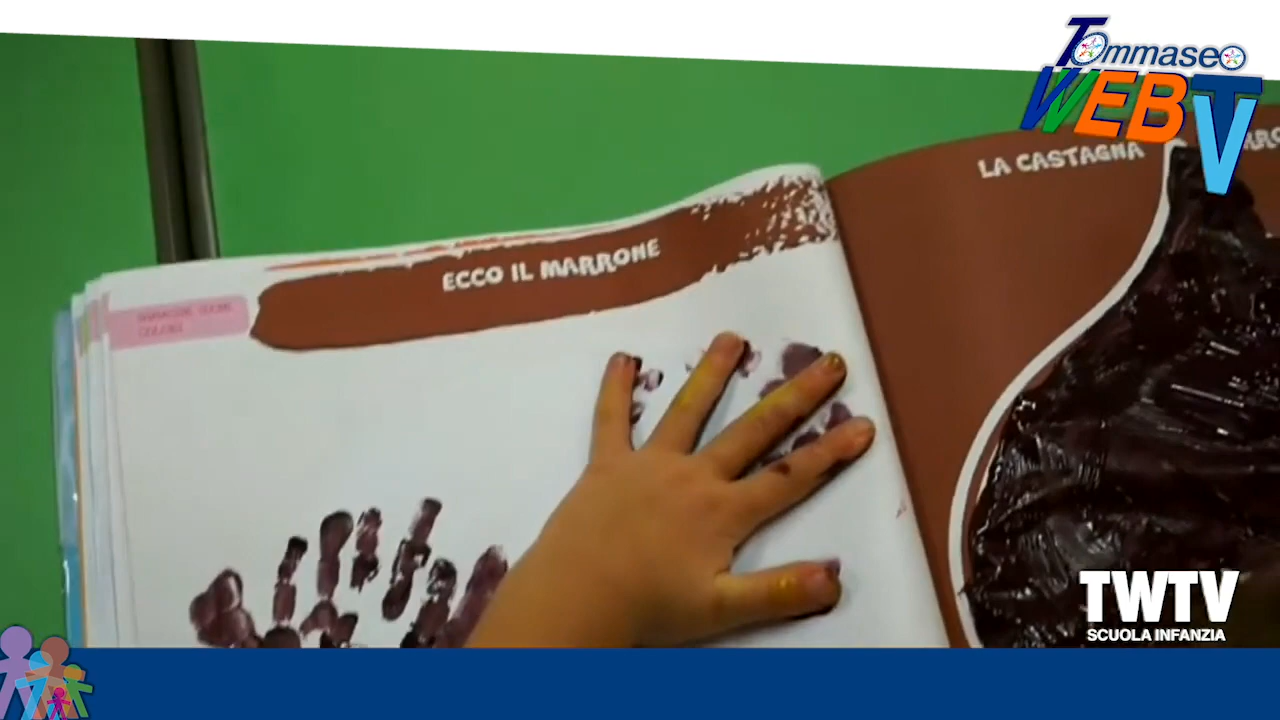 Tommaseo
WEB TV
LA CASTAGNA
ECCO IL MARRONE
TWTV
SCUOLA INFANZIA